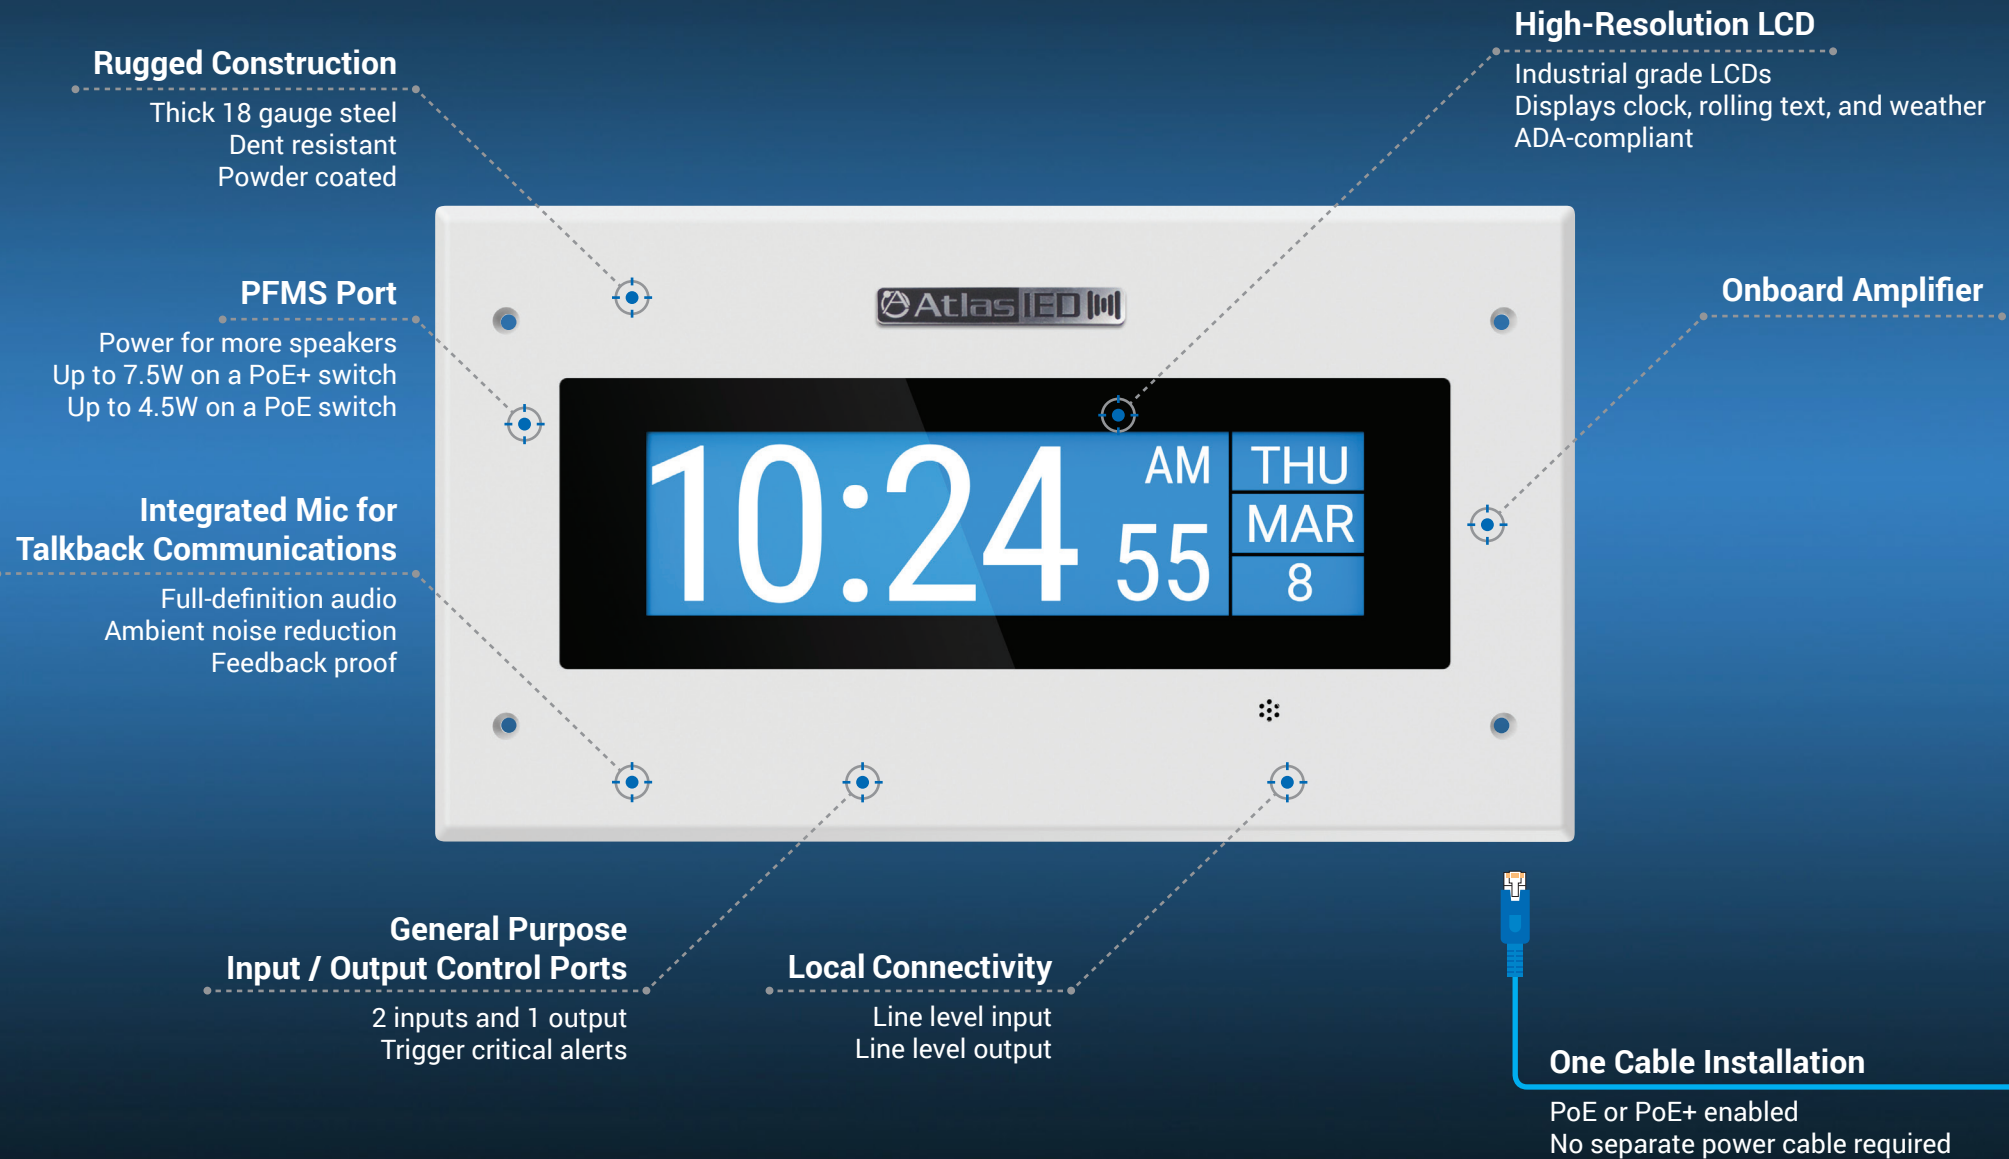 Rugged Construction
Thick 18 gauge steel
Dent resistant
Powder coated
High-Resolution LCD
Industrial grade LCDs
Displays clock, rolling text, and weather
ADA-compliant
PFMS Port
Power for more speakers
Up to 7.5W on a PoE+ switch
Up to 4.5W on a PoE switch
Onboard Amplifier
Integrated Mic for
Talkback Communications
Full-definition audio
Ambient noise reduction
Feedback proof
AtlasIED
10:24 AM 55
THU
MAR
8
General Purpose
Input / Output Control Ports
2 inputs and 1 output
Trigger critical alerts
Local Connectivity
Line level input
Line level output
One Cable Installation
PoE or PoE+ enabled
No separate power cable required